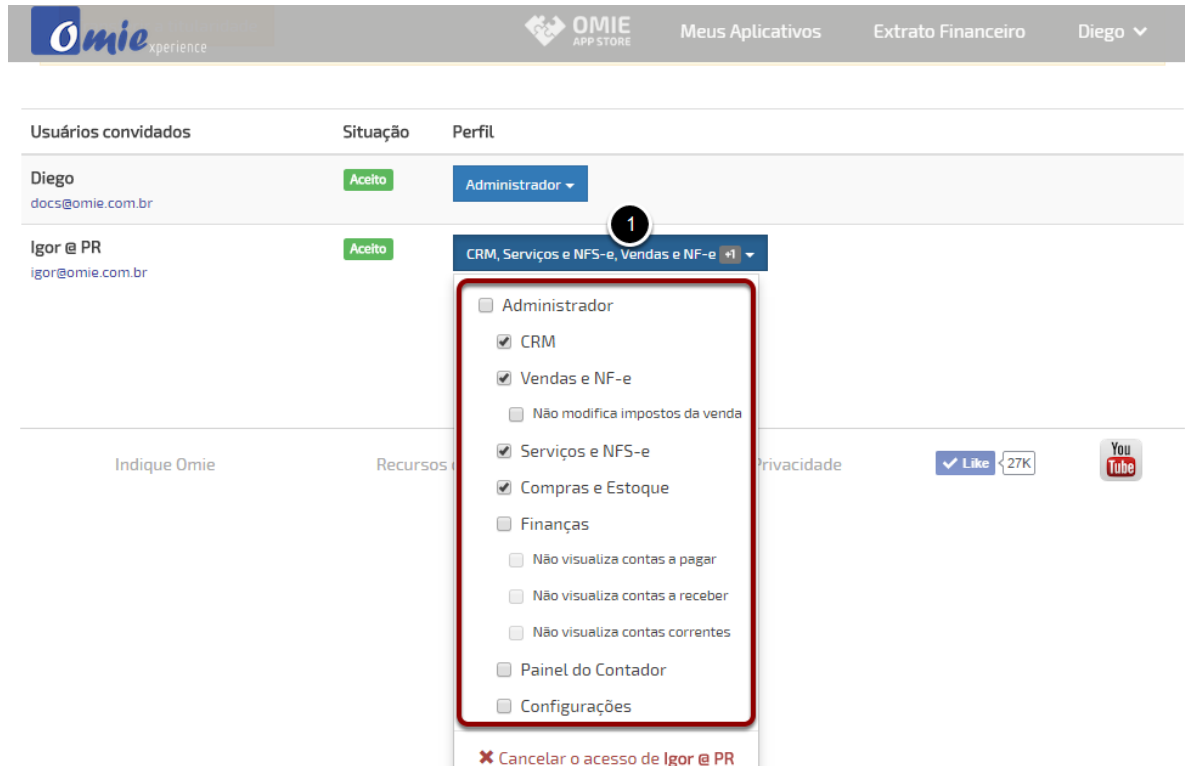 Omie xperience
OMIE
APP STORE
Meus Aplicativos
Extrato Financeiro
Diego
Usuários convidados
Situação
Perfil
Diego
Aceito
Administrador
docs@omie.com.br
1
Igor @ PR
Aceito
CRM, Serviços e NFS-e, Vendas e NF-e +1
igor@omie.com.br
Administrador
CRM
Vendas e NF-e
Não modifica impostos da venda
Serviços e NFS-e
Compras e Estoque
Finanças
Não visualiza contas a pagar
Não visualiza contas a receber
Não visualiza contas correntes
Painel do Contador
Configurações
Cancelar o acesso de Igor @ PR
Indique Omie
Recursos
Privacidade
Like
27K
You
Tube